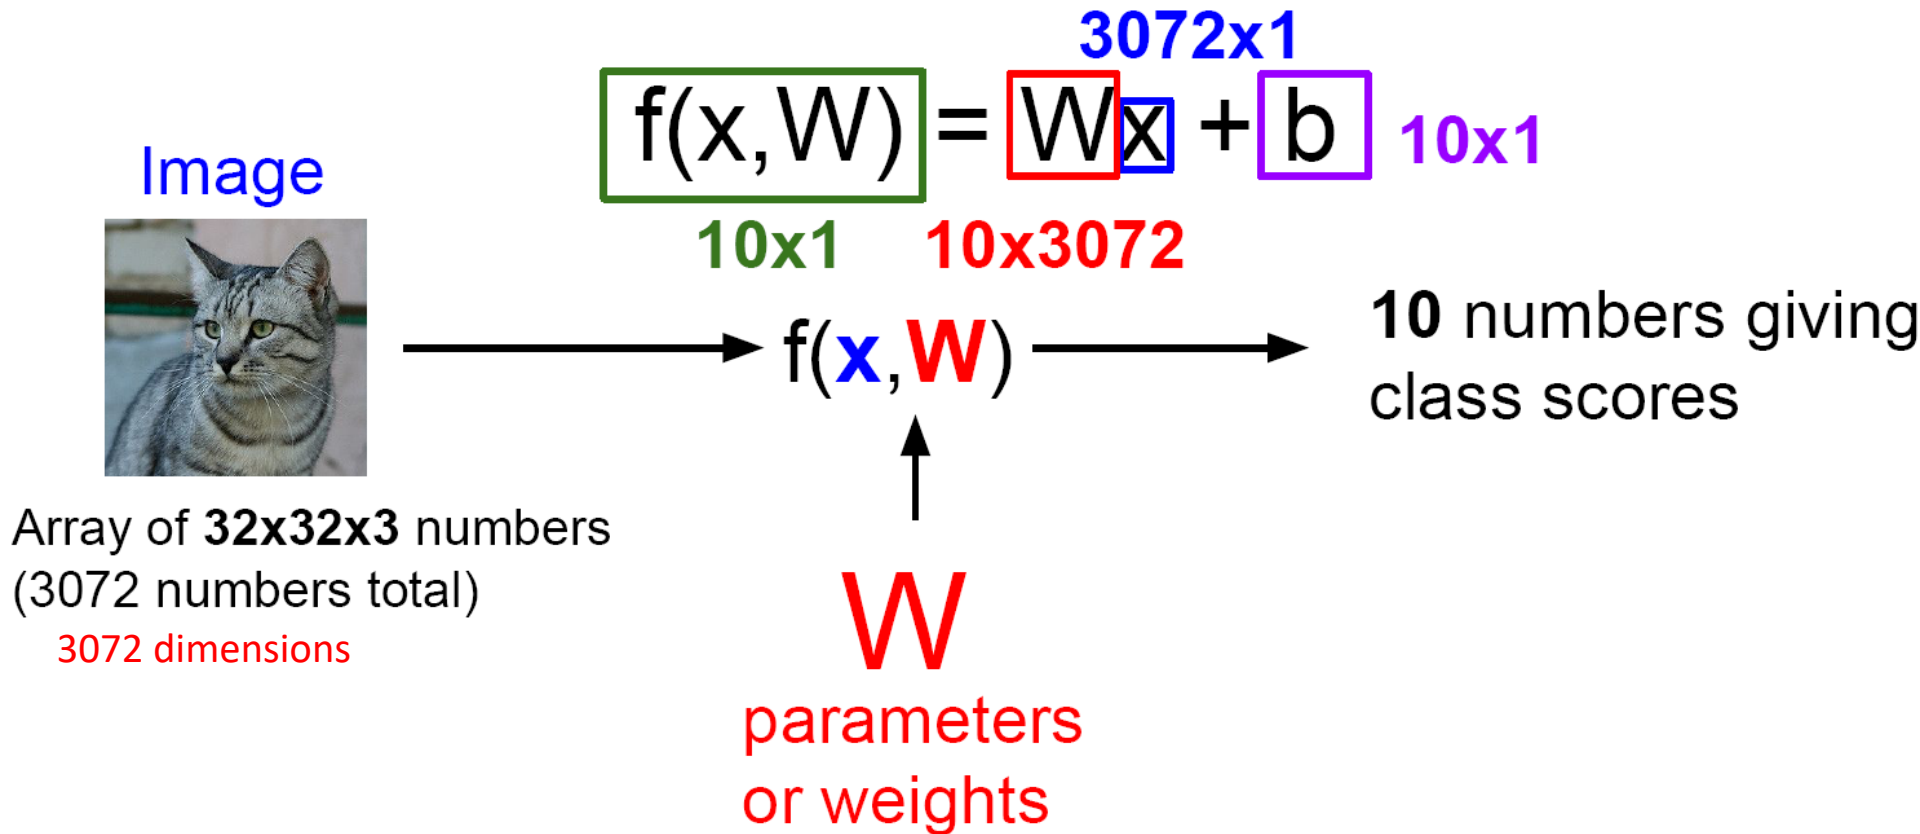 3072x1
f(x,W) = Wx + b 10x1
10x1 10x3072
Image
f(x,W)
10 numbers giving
class scores
Array of 32x32x3 numbers
(3072 numbers total)
3072 dimensions
W
parameters
or weights